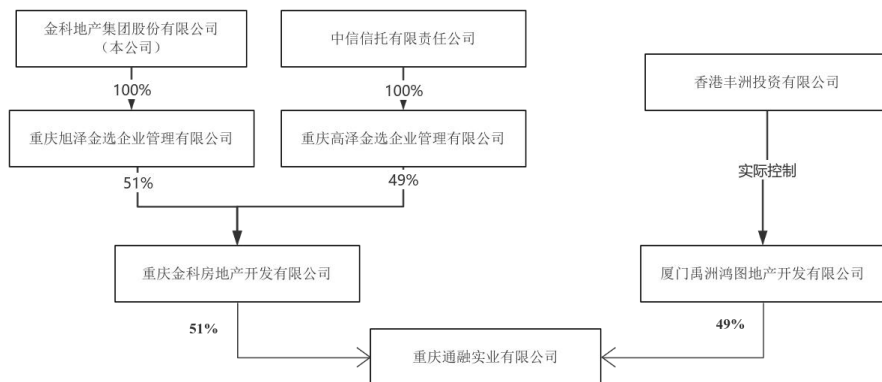 金科地产集团股份有限公司
（本公司）
中信信托有限责任公司
香港丰洲投资有限公司
100%
100%
重庆旭泽金选企业管理有限公司
重庆高泽金选企业管理有限公司
51%
49%
实际控制
重庆金科房地产开发有限公司
厦门禹洲鸿图地产开发有限公司
51%
49%
重庆通融实业有限公司